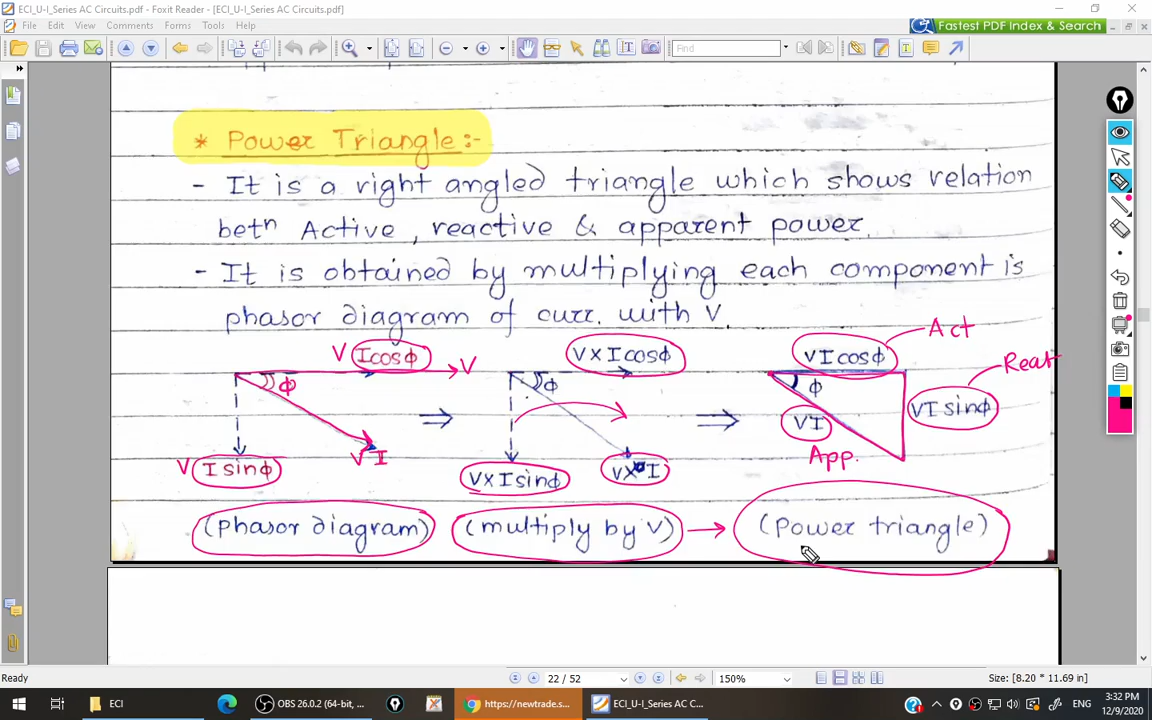 ECI_U-I_Series AC Circuits.pdf - Foxit Reader - [ECI_U-I_Series AC Circuits.pdf]
File Edit View Comments Forms Tools Help
Fastest PDF Index & Search
Find
* Power Triangle :-
- It is a right angled triangle which shows relation
betn Active, reactive & apparent power.
- It is obtained by multiplying each component is
phasor diagram of curr. with V.
Act
V Icosφ V
V×Icosφ
VIcosφ
React
φ
φ
φ
VI
VIsinφ
V Isinφ
V I
V×Isinφ
V× I
App.
(phasor diagram)
(multiply by V)
(Power triangle)
Ready
22 / 52
150%
Size: [8.20 * 11.69 in]
ECI
OBS 26.0.2 (64-bit, ...
https://newtrade.s...
ECI_U-I_Series AC C...
ENG
3:32 PM
12/9/2020